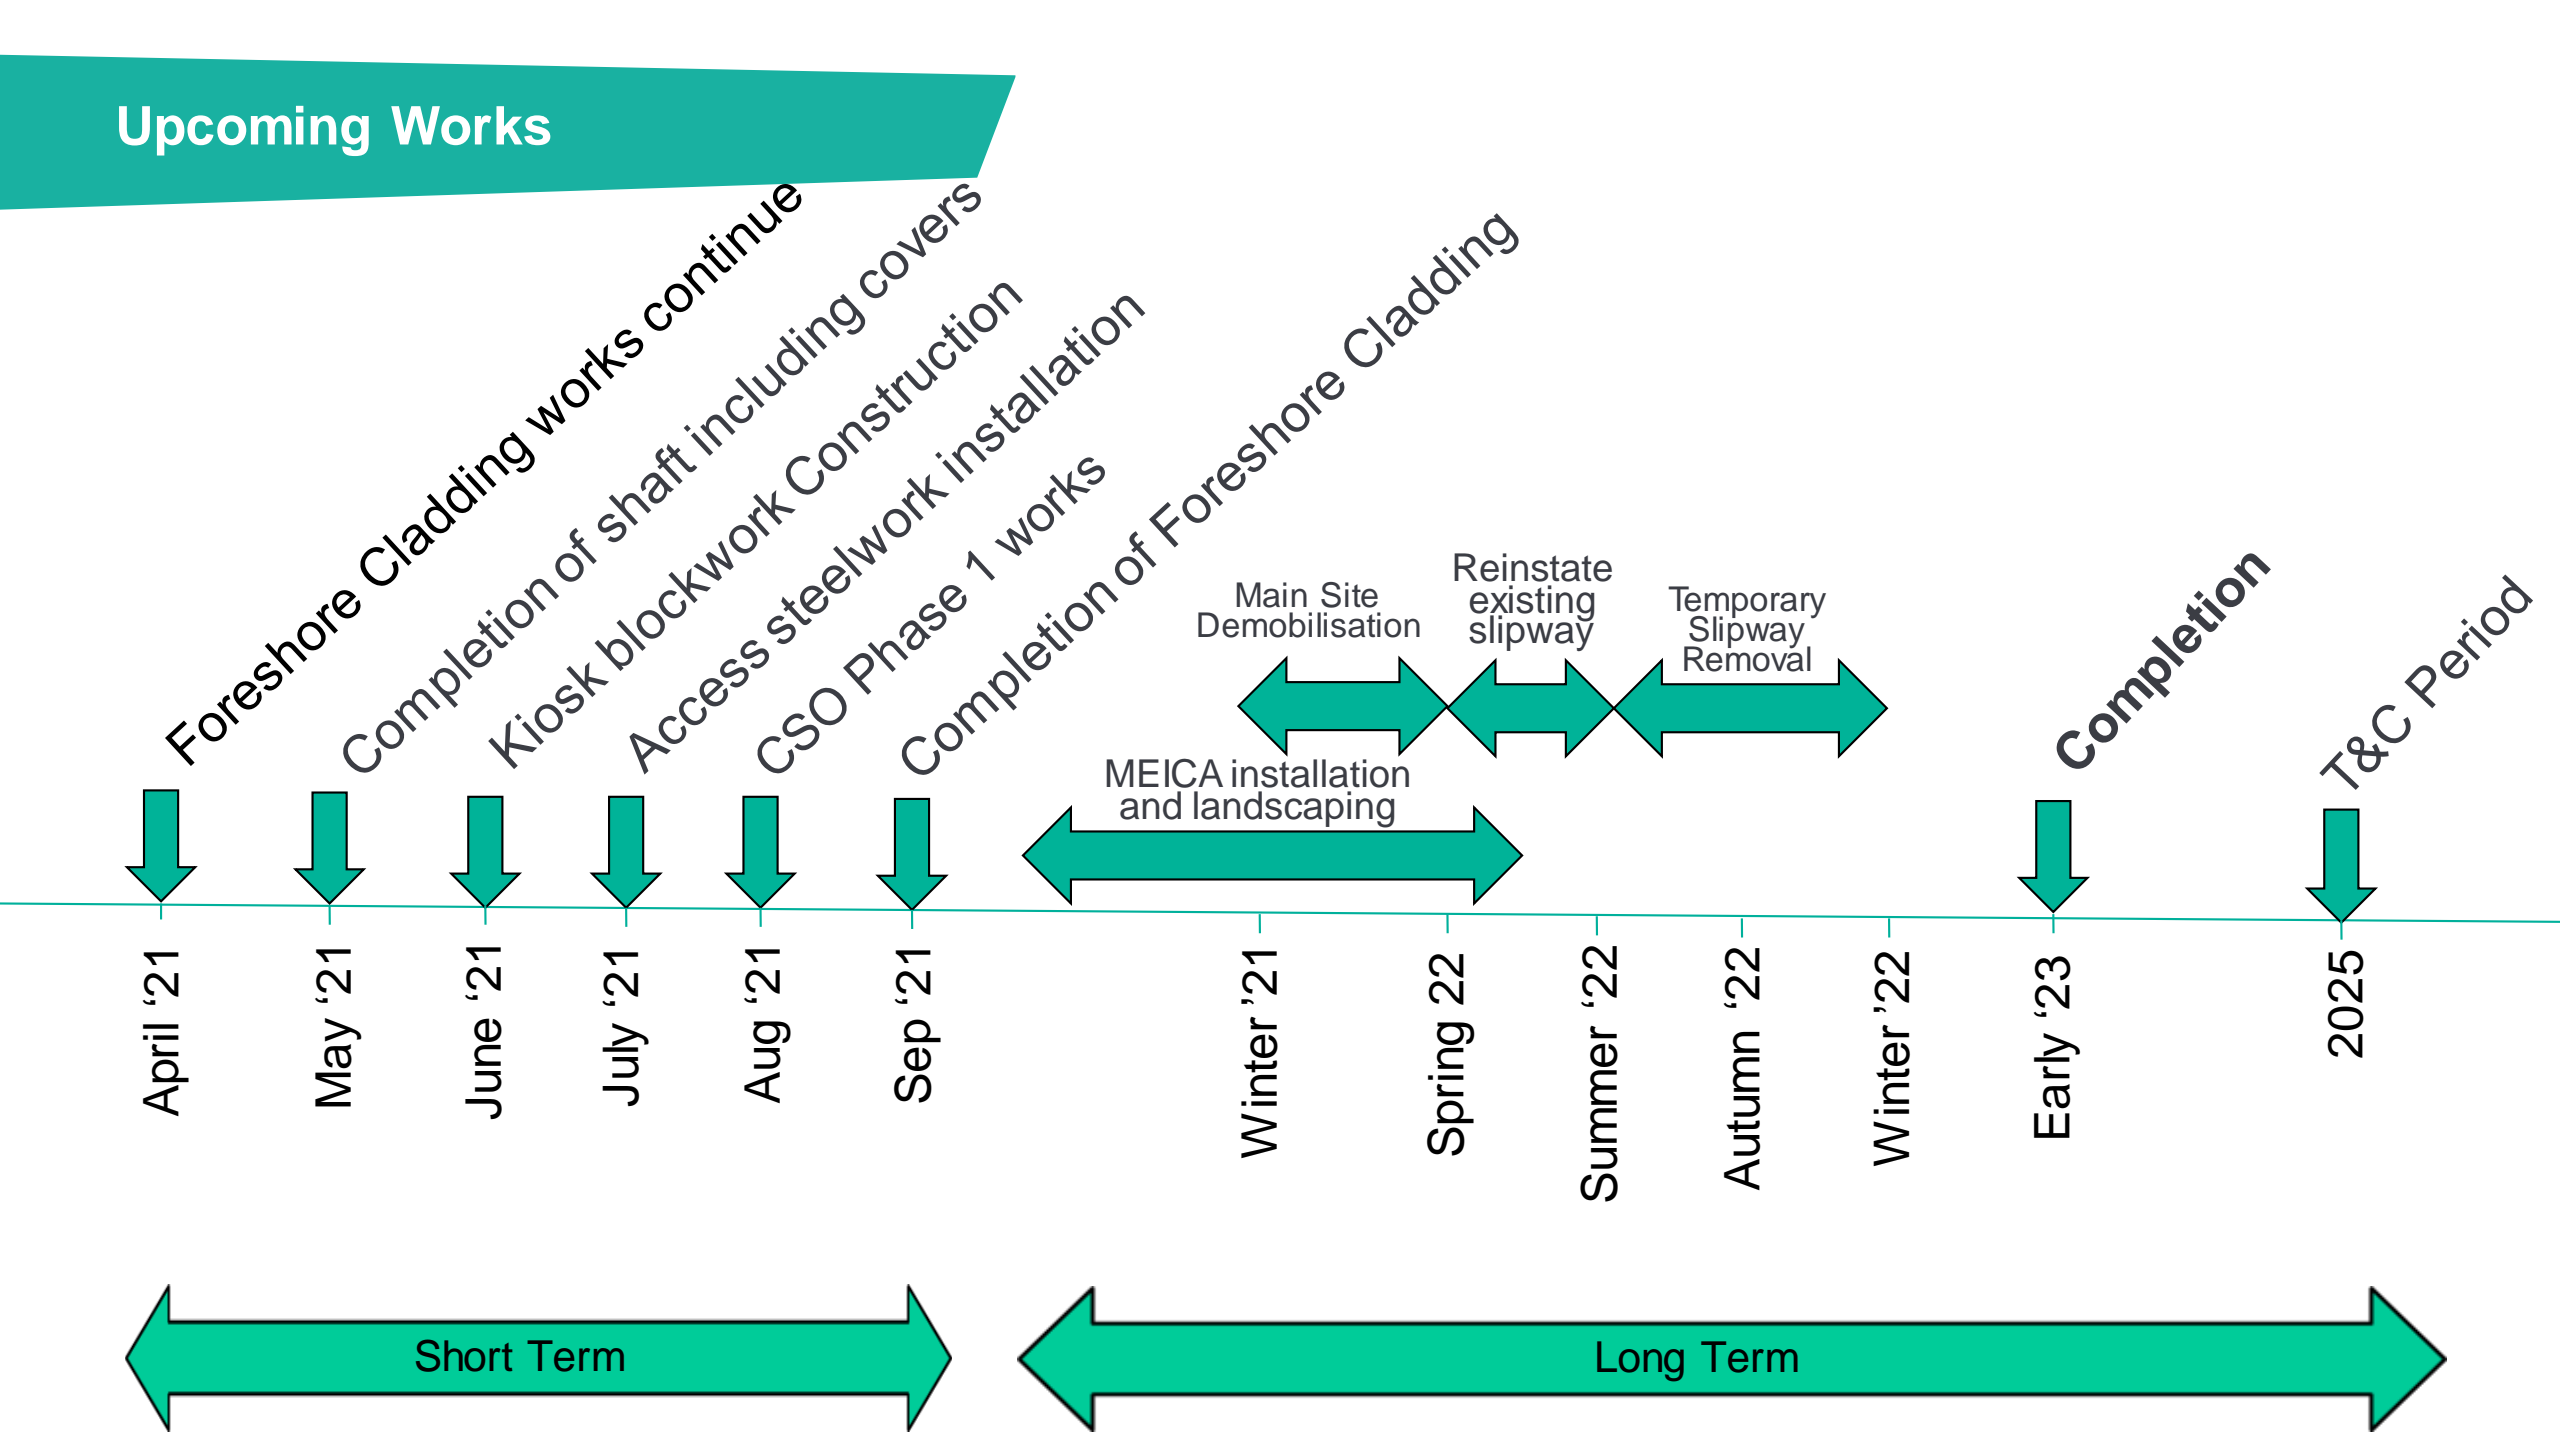 Upcoming Works
Foreshore Cladding works continue
Completion of shaft including covers
Kiosk blockwork Construction
Access steelwork installation
CSO Phase 1 works
Completion of Foreshore Cladding
Main Site
Demobilisation
Reinstate
existing
slipway
Temporary
Slipway
Removal
MEICA installation
and landscaping
Completion
T&C Period
April ‘21
May ‘21
June ‘21
July ‘21
Aug ‘21
Sep ‘21
Winter ’21
Spring 22
Summer ‘22
Autumn ‘22
Winter ’22
Early ‘23
2025
Short Term
Long Term